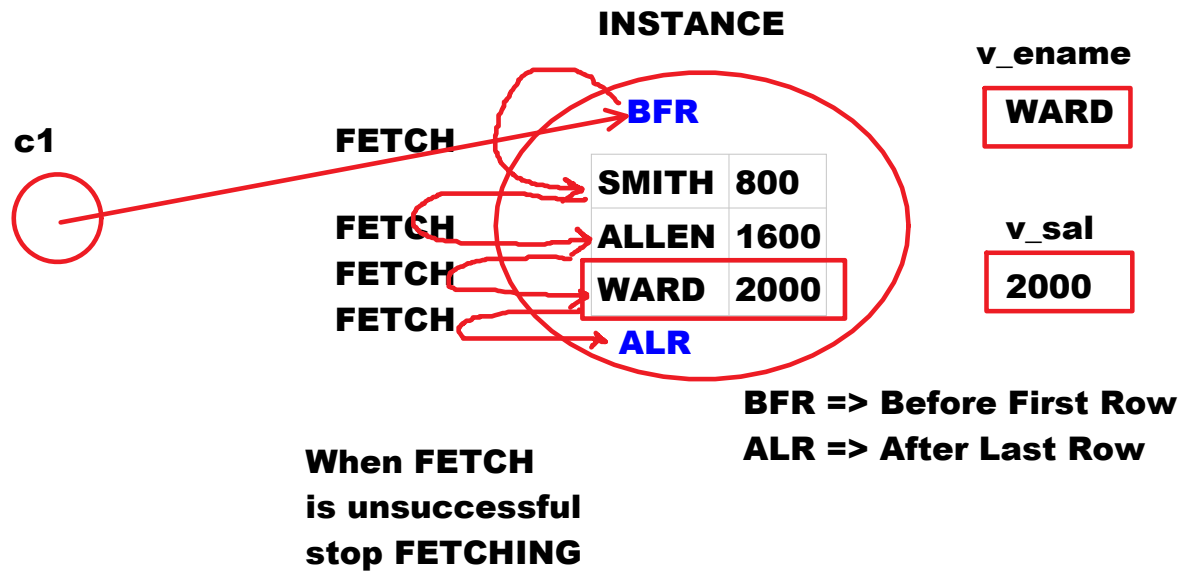 INSTANCE
v_ename
BFR
WARD
c1
FETCH
SMITH 800
FETCH
ALLEN 1600
v_sal
FETCH
WARD 2000
2000
FETCH
ALR
BFR => Before First Row
ALR => After Last Row
When FETCH
is unsuccessful
stop FETCHING